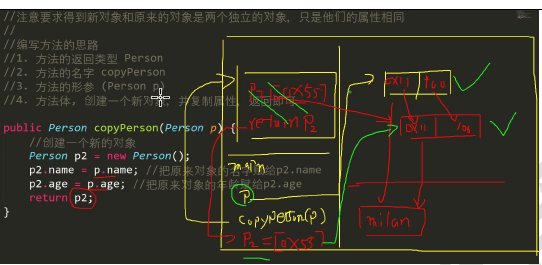 //注意要求得到新对象和原来的对象是两个独立的对象，只是他们的属性相同
//
//编写方法的思路
//1. 方法的返回类型 Person
//2. 方法的名字 copyPerson
//3. 方法的形参 (Person p)
//4. 方法体, 创建一个新对象, 并复制属性, 返回即可
public Person copyPerson(Person p) {
//创建一个新的对象
Person p2 = new Person();
p2.name = p.name; //把原来对象的名字赋给p2.name
p2.age = p.age; //把原来对象的年龄赋给p2.age
return p2;
}
return P2
main
P
copyPerson(p)
P2 = [0x55]
milan